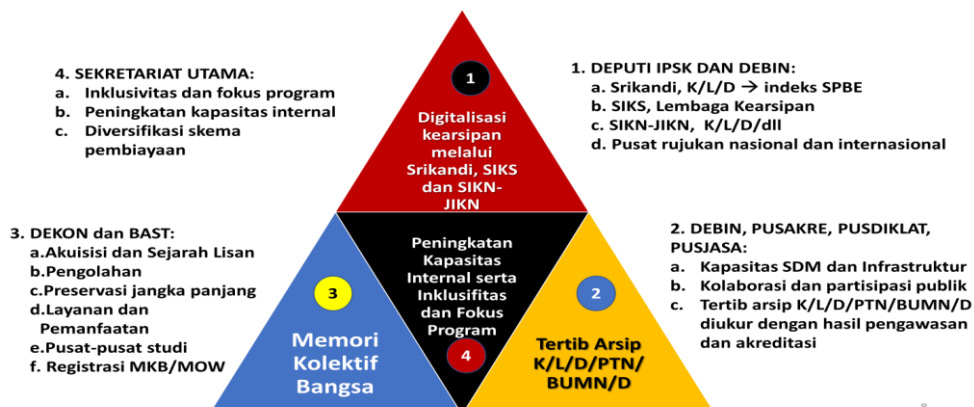 4. SEKRETARIAT UTAMA:
a. Inklusivitas dan fokus program
b. Peningkatan kapasitas internal
c. Diversifikasi skema
pembiayaan
1
Digitalisasi
kearsipan
melalui
Srikandi, SIKS
dan SIKN-
JIKN
1. DEPUTI IPSK DAN DEBIN:
a. Srikandi, K/L/D → indeks SPBE
b. SIKS, Lembaga Kearsipan
c. SIKN-JIKN, K/L/D/dll
d. Pusat rujukan nasional dan internasional
3. DEKON dan BAST:
a.Akuisisi dan Sejarah Lisan
b.Pengolahan
c.Preservasi jangka panjang
d.Layanan dan
Pemanfaatan
e.Pusat-pusat studi
f. Registrasi MKB/MOW
3
Memori
Kolektif
Bangsa
Peningkatan
Kapasitas
Internal serta
Inklusifitas
dan Fokus
Program
4
2
Tertib Arsip
K/L/D/PTN/
BUMN/D
2. DEBIN, PUSAKRE, PUSDIKLAT,
PUSJASA:
a. Kapasitas SDM dan Infrastruktur
b. Kolaborasi dan partisipasi publik
c. Tertib arsip K/L/D/PTN/BUMN/D
diukur dengan hasil pengawasan
dan akreditasi